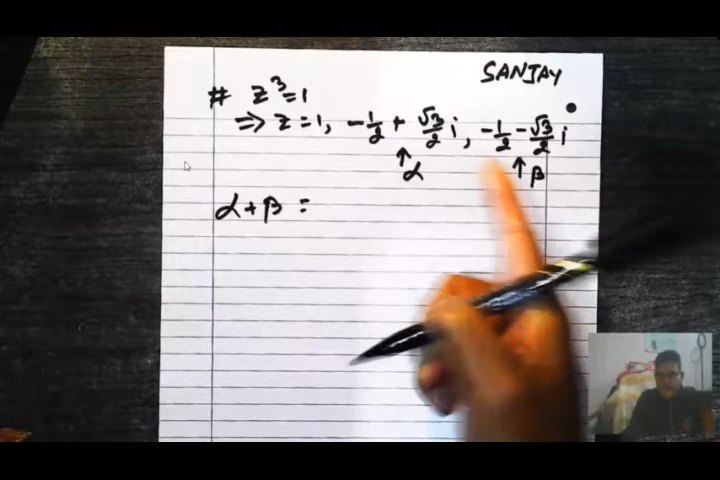 SANJAY
# z³=1
⇒ z = 1, -1/2 + √3/2 i, -1/2 - √3/2 i
↑α ↑β
α+β =